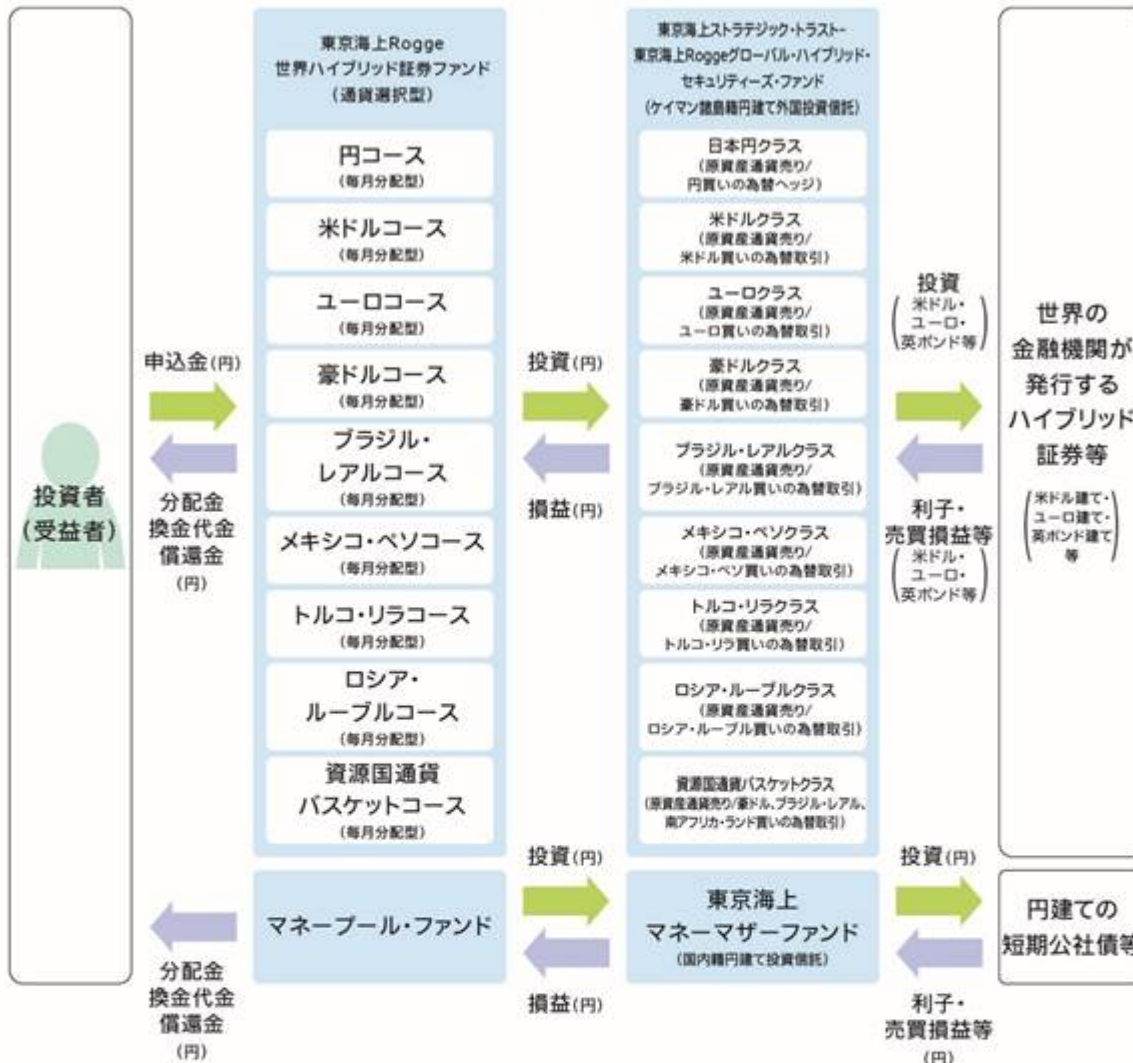 投資者
(受益者)
申込金(円)
分配金
換金代金
償還金
(円)
東京海上Rogge
世界ハイブリッド証券ファンド
(通貨選択型)
円コース
(毎月分配型)
米ドルコース
(毎月分配型)
ユーロコース
(毎月分配型)
豪ドルコース
(毎月分配型)
ブラジル・
レアルコース
(毎月分配型)
メキシコ・ペソコース
(毎月分配型)
トルコ・リラコース
(毎月分配型)
ロシア・
ルーブルコース
(毎月分配型)
資源国通貨
バスケットコース
(毎月分配型)
投資(円)
損益(円)
東京海上ストラテジック・トラスト-
東京海上Roggeグローバル・ハイブリッド・
セキュリティーズ・ファンド
(ケイマン諸島籍円建て外国投資信託)
日本円クラス
(原資産通貨売り/
円買いの為替ヘッジ)
米ドルクラス
(原資産通貨売り/
米ドル買いの為替取引)
ユーロクラス
(原資産通貨売り/
ユーロ買いの為替取引)
豪ドルクラス
(原資産通貨売り/
豪ドル買いの為替取引)
ブラジル・レアルクラス
(原資産通貨売り/
ブラジル・レアル買いの為替取引)
メキシコ・ペソクラス
(原資産通貨売り/
メキシコ・ペソ買いの為替取引)
トルコ・リラクラス
(原資産通貨売り/
トルコ・リラ買いの為替取引)
ロシア・ルーブルクラス
(原資産通貨売り/
ロシア・ルーブル買いの為替取引)
資源国通貨バスケットクラス
(原資産通貨売り/豪ドル、ブラジル・レアル、
南アフリカ・ランド買いの為替取引)
投資
(米ドル・
ユーロ・
英ポンド等)
利子・
売買損益等
(米ドル・
ユーロ・
英ポンド等)
世界の
金融機関が
発行する
ハイブリッド
証券等
(米ドル建て・
ユーロ建て・
英ポンド建て
等)
分配金
換金代金
償還金
(円)
マネープール・ファンド
投資(円)
損益(円)
東京海上
マネーマザーファンド
(国内籍円建て投資信託)
投資(円)
利子・
売買損益等
(円)
円建ての
短期公社債等